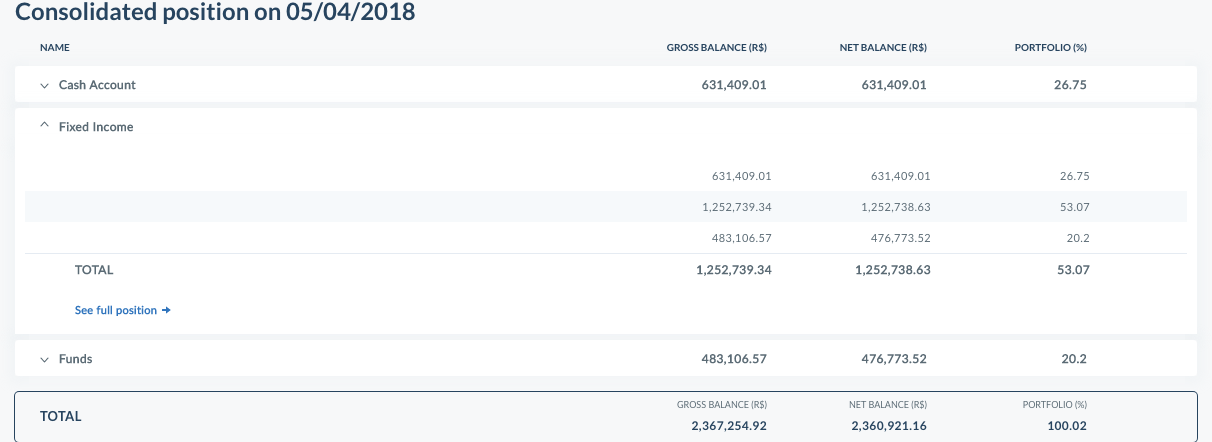 Consolidated position on 05/04/2018
NAME GROSS BALANCE (R$) NET BALANCE (R$) PORTFOLIO (%)
Cash Account 631,409.01 631,409.01 26.75
Fixed Income
631,409.01 631,409.01 26.75
1,252,739.34 1,252,738.63 53.07
483,106.57 476,773.52 20.2
TOTAL 1,252,739.34 1,252,738.63 53.07
See full position
Funds 483,106.57 476,773.52 20.2
GROSS BALANCE (R$) NET BALANCE (R$) PORTFOLIO (%)
TOTAL 2,367,254.92 2,360,921.16 100.02